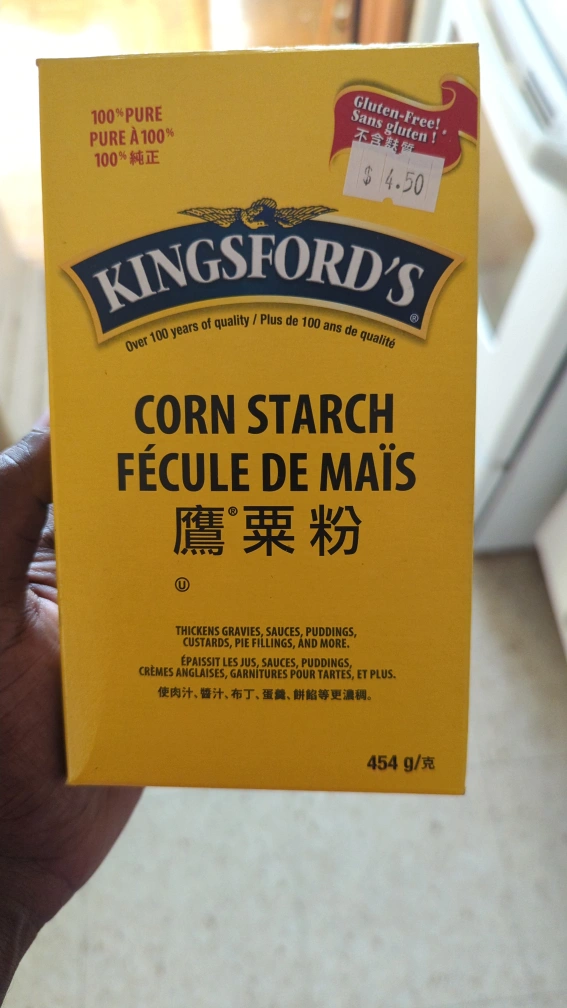 100% PURE
PURE À 100%
100% 純正
Gluten-Free!
Sans gluten !
不含麩質
$ 4.50
KINGSFORD'S®
Over 100 years of quality / Plus de 100 ans de qualité
CORN STARCH
FÉCULE DE MAÏS
鷹®粟粉
Ⓤ
THICKENS GRAVIES, SAUCES, PUDDINGS,
CUSTARDS, PIE FILLINGS, AND MORE.
ÉPAISSIT LES JUS, SAUCES, PUDDINGS,
CRÈMES ANGLAISES, GARNITURES POUR TARTES, ET PLUS.
使肉汁、醬汁、布丁、蛋羹、餅餡等更濃稠。
454 g/克